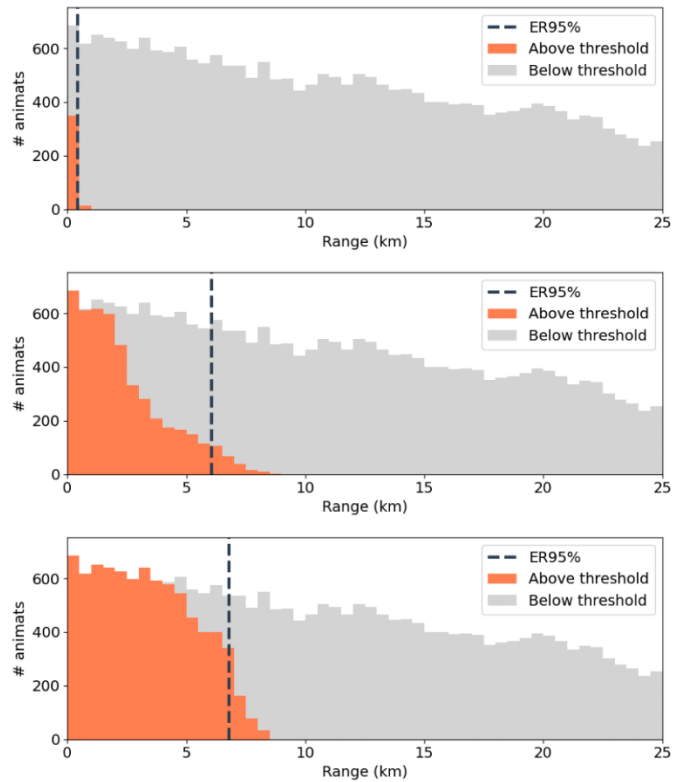 600
400
200
0
# animats
ER95%
Above threshold
Below threshold
0 5 10 15 20 25
Range (km)
600
400
200
0
# animats
ER95%
Above threshold
Below threshold
0 5 10 15 20 25
Range (km)
600
400
200
0
# animats
ER95%
Above threshold
Below threshold
0 5 10 15 20 25
Range (km)